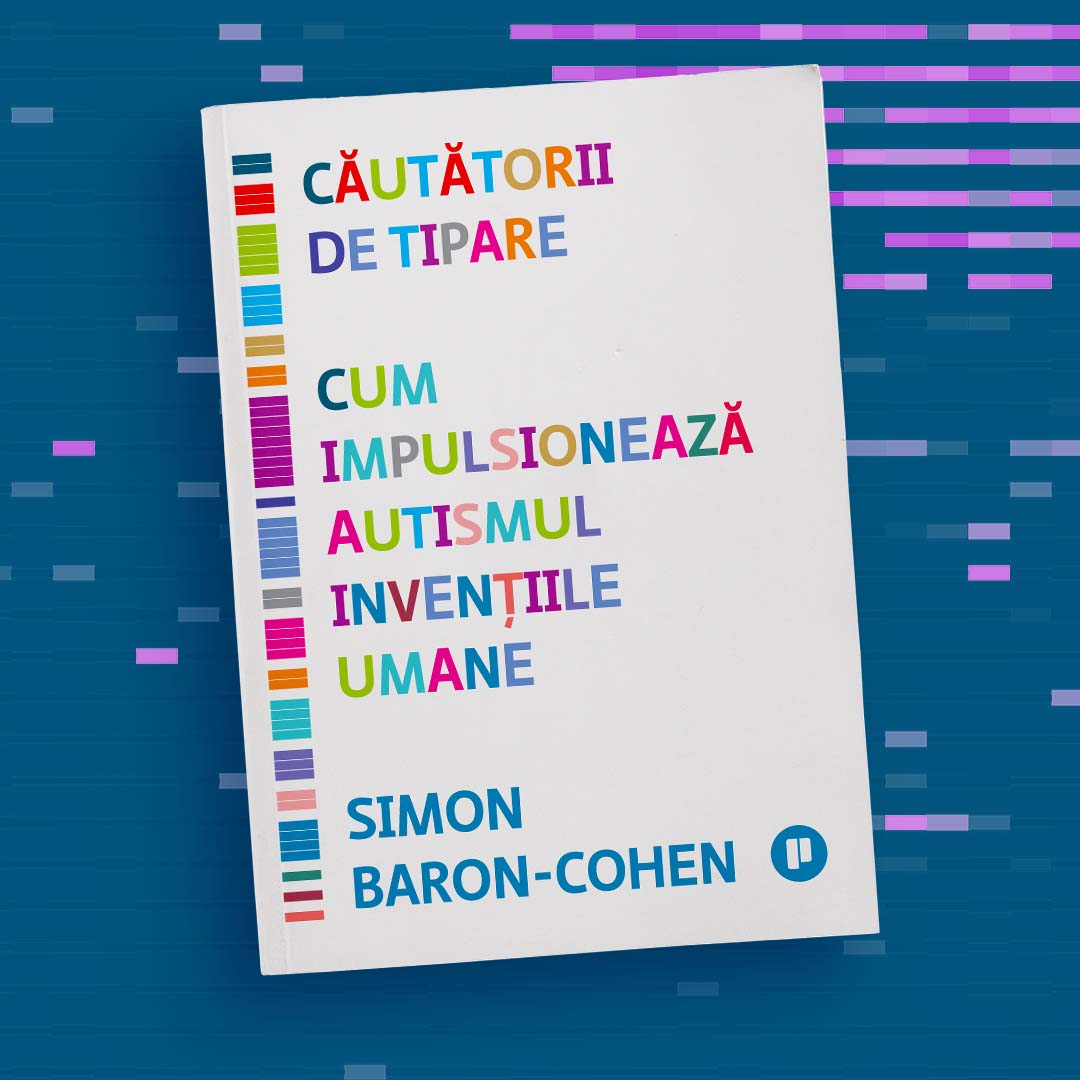 CĂUTĂTORII
DE TIPARE
CUM
IMPULSIONEAZĂ
AUTISMUL
INVENȚIILE
UMANE
SIMON
BARON-COHEN